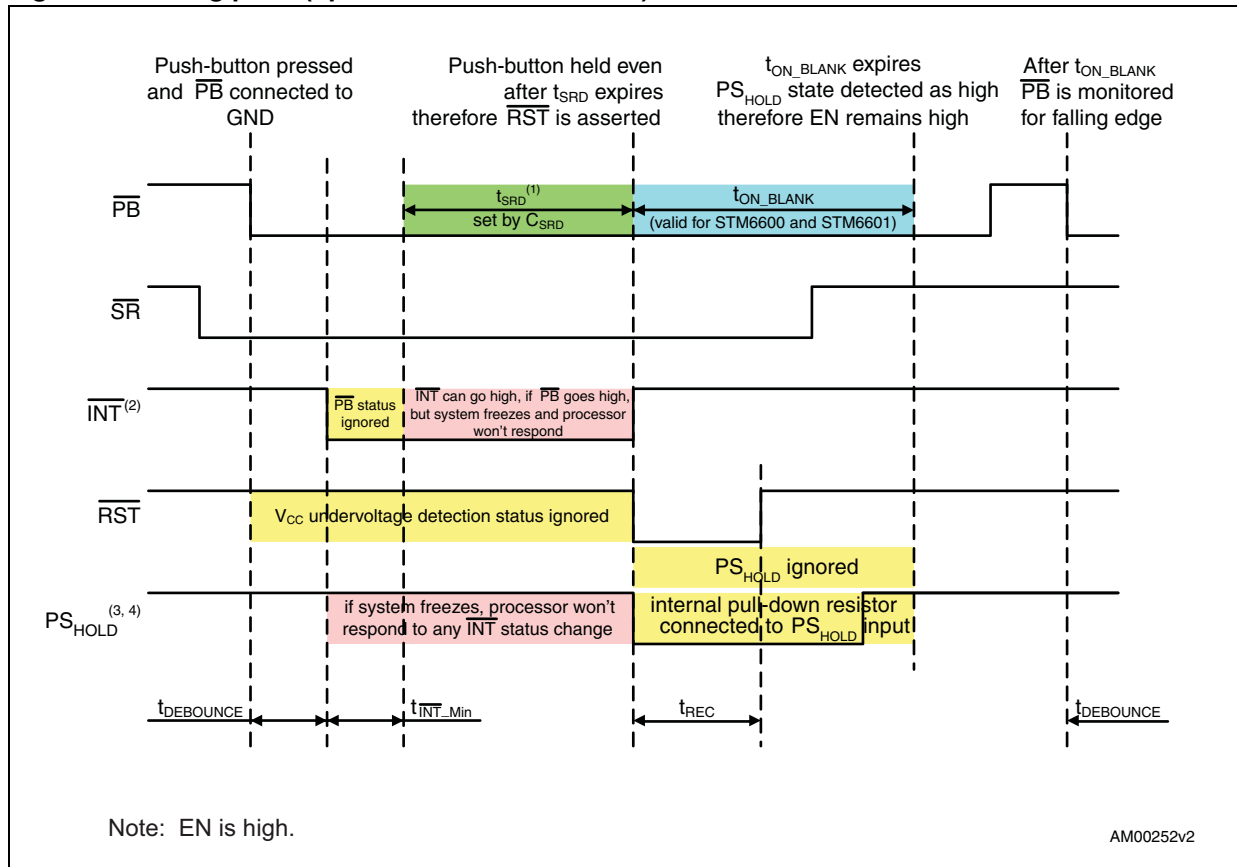 Push-button pressed
and PB connected to
GND
Push-button held even
after tSRD expires
therefore RST is asserted
tON_BLANK expires
PSHOLD state detected as high
therefore EN remains high
After tON_BLANK
PB is monitored
for falling edge
PB
tSRD(1)
set by CSRD
tON_BLANK
(valid for STM6600 and STM6601)
SR
INT(2)
PB status
ignored
INT can go high, if PB goes high,
but system freezes and processor
won't respond
RST
VCC undervoltage detection status ignored
PSHOLD ignored
PSHOLD(3, 4)
if system freezes, processor won't
respond to any INT status change
internal pull-down resistor
connected to PSHOLD input
tDEBOUNCE
tINT_Min
tREC
tDEBOUNCE
Note: EN is high.
AM00252v2